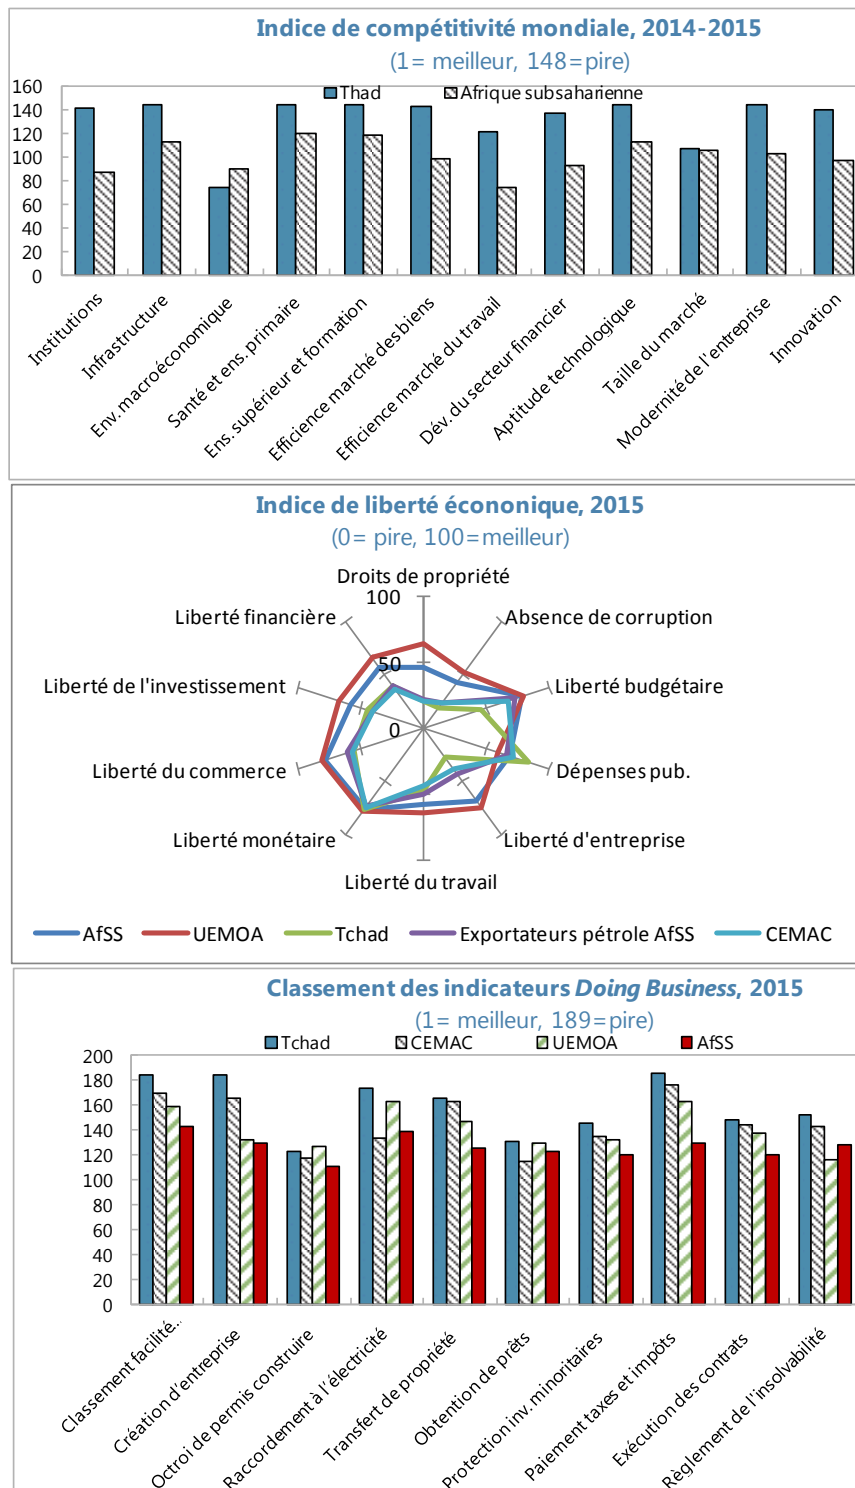 Indice de compétitivité mondiale, 2014-2015
(1= meilleur, 148=pire)
Thad
Afrique subsaharienne
160
140
120
100
80
60
40
20
0
Institutions
Infrastructure
Env. macroéconomique
Santé et ens. primaire
Ens. supérieur et formation
Efficience marché des biens
Efficience marché du travail
Dév. du secteur financier
Aptitude technologique
Taille du marché
Modernité de l'entreprise
Innovation
Indice de liberté écononique, 2015
(0= pire, 100=meilleur)
Droits de propriété
100
Absence de corruption
Liberté financière
50
Liberté budgétaire
Liberté de l'investissement
0
Dépenses pub.
Liberté du commerce
Liberté d'entreprise
Liberté monétaire
Liberté du travail
AfSS
UEMOA
Tchad
Exportateurs pétrole AfSS
CEMAC
Classement des indicateurs Doing Business, 2015
(1= meilleur, 189=pire)
Tchad
CEMAC
UEMOA
AfSS
200
180
160
140
120
100
80
60
40
20
0
Classement facilité...
Création d’entreprise
Octroi de permis construire
Raccordement à l’électricité
Transfert de propriété
Obtention de prêts
Protection inv. minoritaires
Paiement taxes et impôts
Exécution des contrats
Règlement de l’insolvabilité